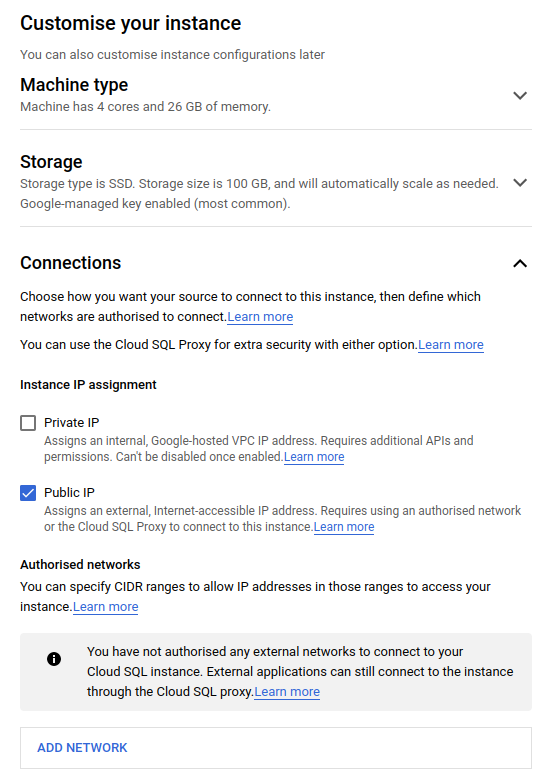 Customise your instance
You can also customise instance configurations later
Machine type
Machine has 4 cores and 26 GB of memory.
Storage
Storage type is SSD. Storage size is 100 GB, and will automatically scale as needed.
Google-managed key enabled (most common).
Connections
Choose how you want your source to connect to this instance, then define which
networks are authorised to connect.Learn more
You can use the Cloud SQL Proxy for extra security with either option.Learn more
Instance IP assignment
Private IP
Assigns an internal, Google-hosted VPC IP address. Requires additional APIs and
permissions. Can't be disabled once enabled.Learn more
Public IP
Assigns an external, Internet-accessible IP address. Requires using an authorised network
or the Cloud SQL Proxy to connect to this instance.Learn more
Authorised networks
You can specify CIDR ranges to allow IP addresses in those ranges to access your
instance.Learn more
You have not authorised any external networks to connect to your
Cloud SQL instance. External applications can still connect to the instance
through the Cloud SQL proxy.Learn more
ADD NETWORK